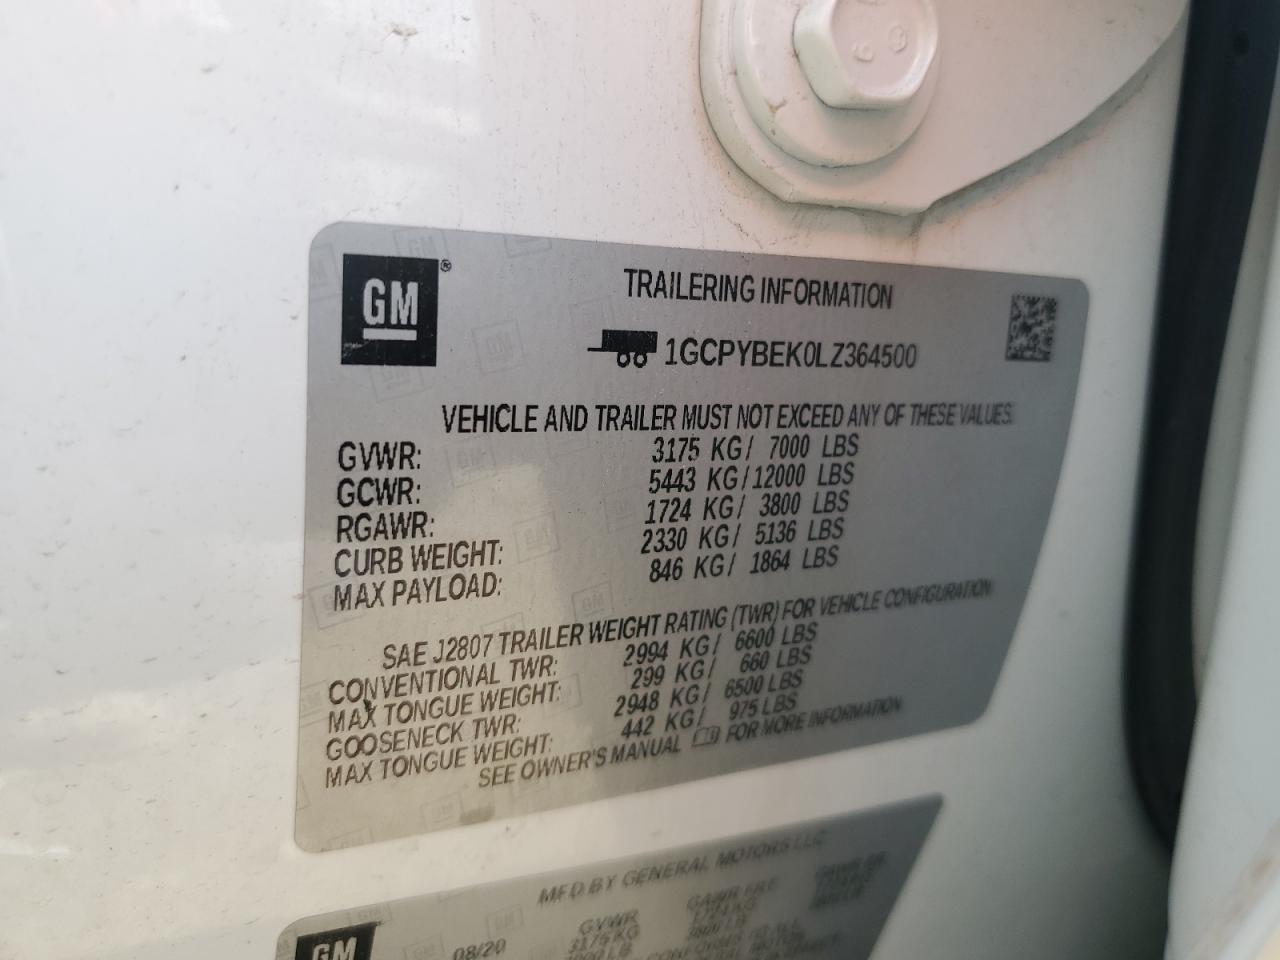 GM®
TRAILERING INFORMATION
1GCPYBEK0LZ364500
VEHICLE AND TRAILER MUST NOT EXCEED ANY OF THESE VALUES.
GVWR: 3175 KG/ 7000 LBS
GCWR: 5443 KG/12000 LBS
RGAWR: 1724 KG/ 3800 LBS
CURB WEIGHT: 2330 KG/ 5136 LBS
MAX PAYLOAD: 846 KG/ 1864 LBS
SAE J2807 TRAILER WEIGHT RATING (TWR) FOR VEHICLE CONFIGURATION
CONVENTIONAL TWR: 2994 KG/ 6600 LBS
MAX TONGUE WEIGHT: 299 KG/ 660 LBS
GOOSENECK TWR: 2948 KG/ 6500 LBS
MAX TONGUE WEIGHT: 442 KG/ 975 LBS
SEE OWNER'S MANUAL FOR MORE INFORMATION
MFD BY GENERAL MOTORS LLC
GM
08/20
GVWR
3175 KG
7000 LB